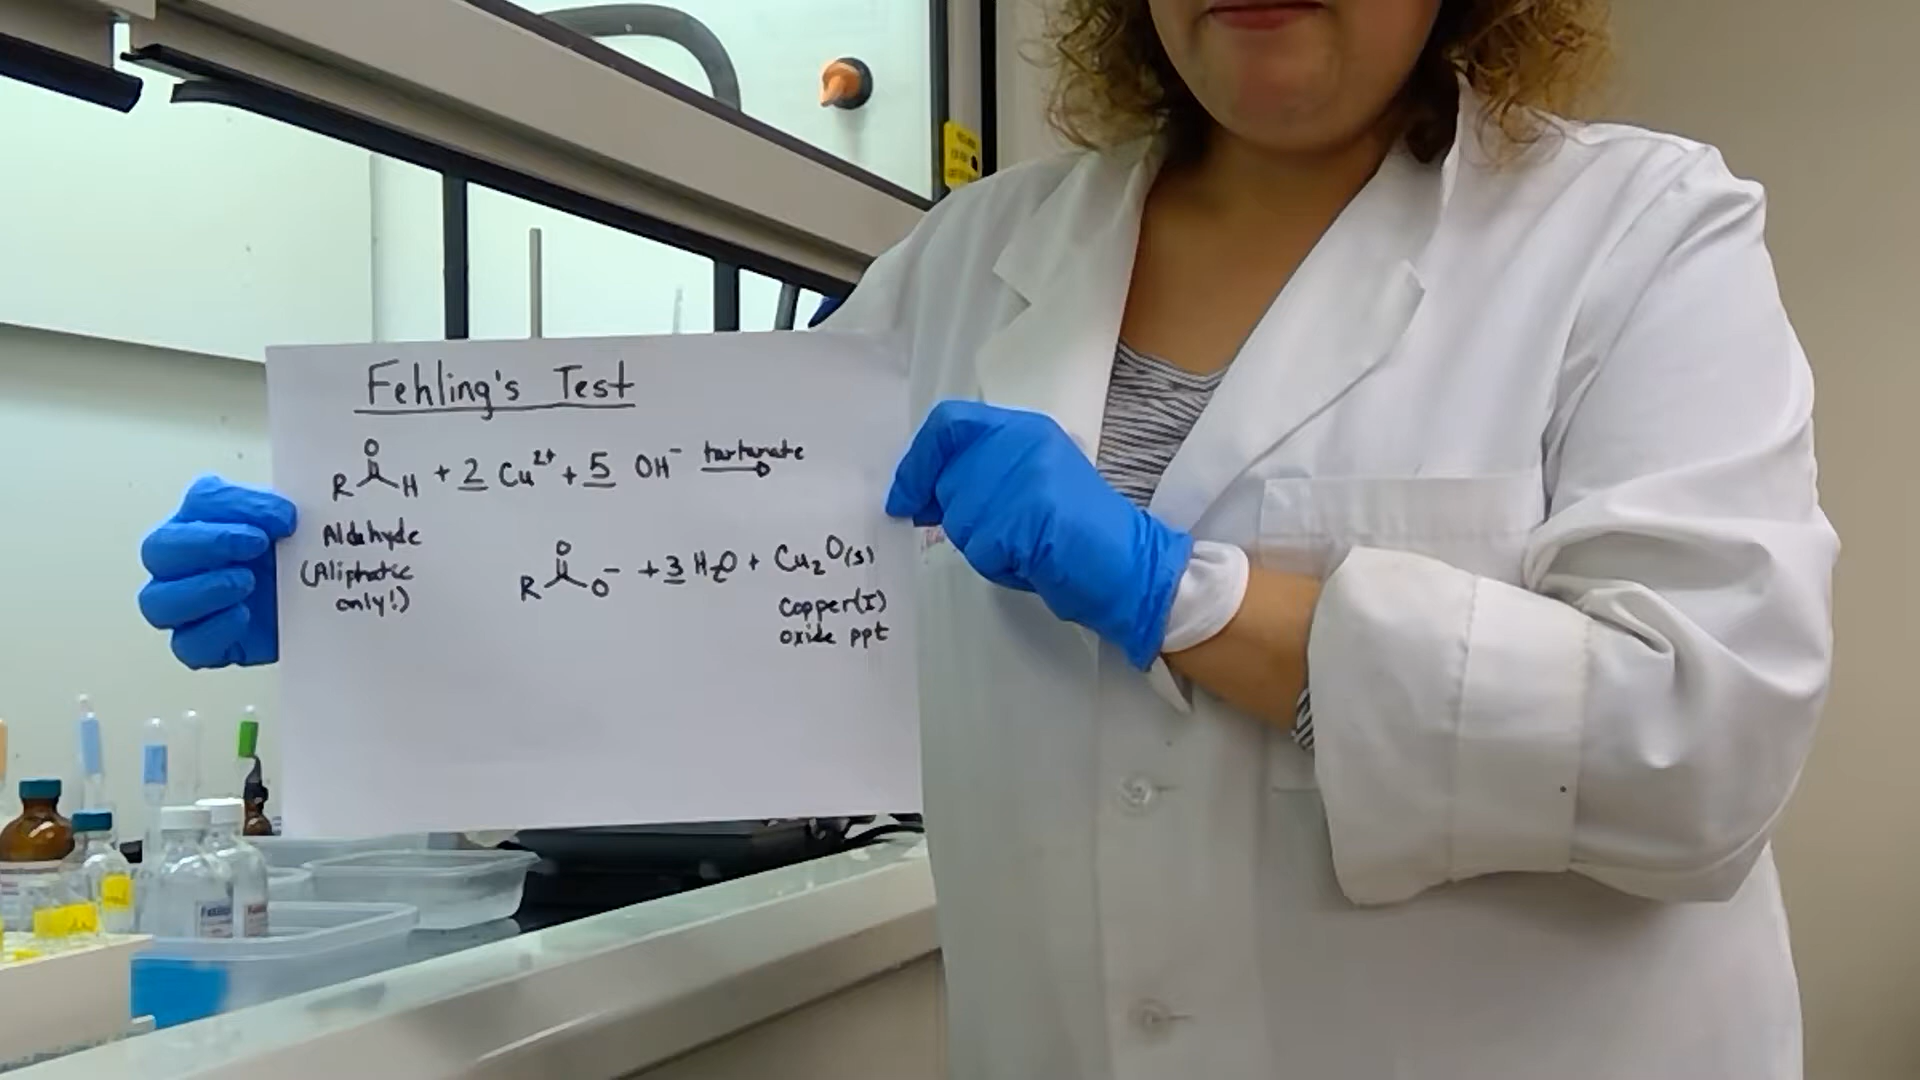 Fehling's Test
O
R H + 2 Cu2+ + 5 OH- tartarate
Aldehyde
(Aliphatic
only!)
O
R O- + 3 H2O + Cu2O(s)
Copper(I)
oxide ppt